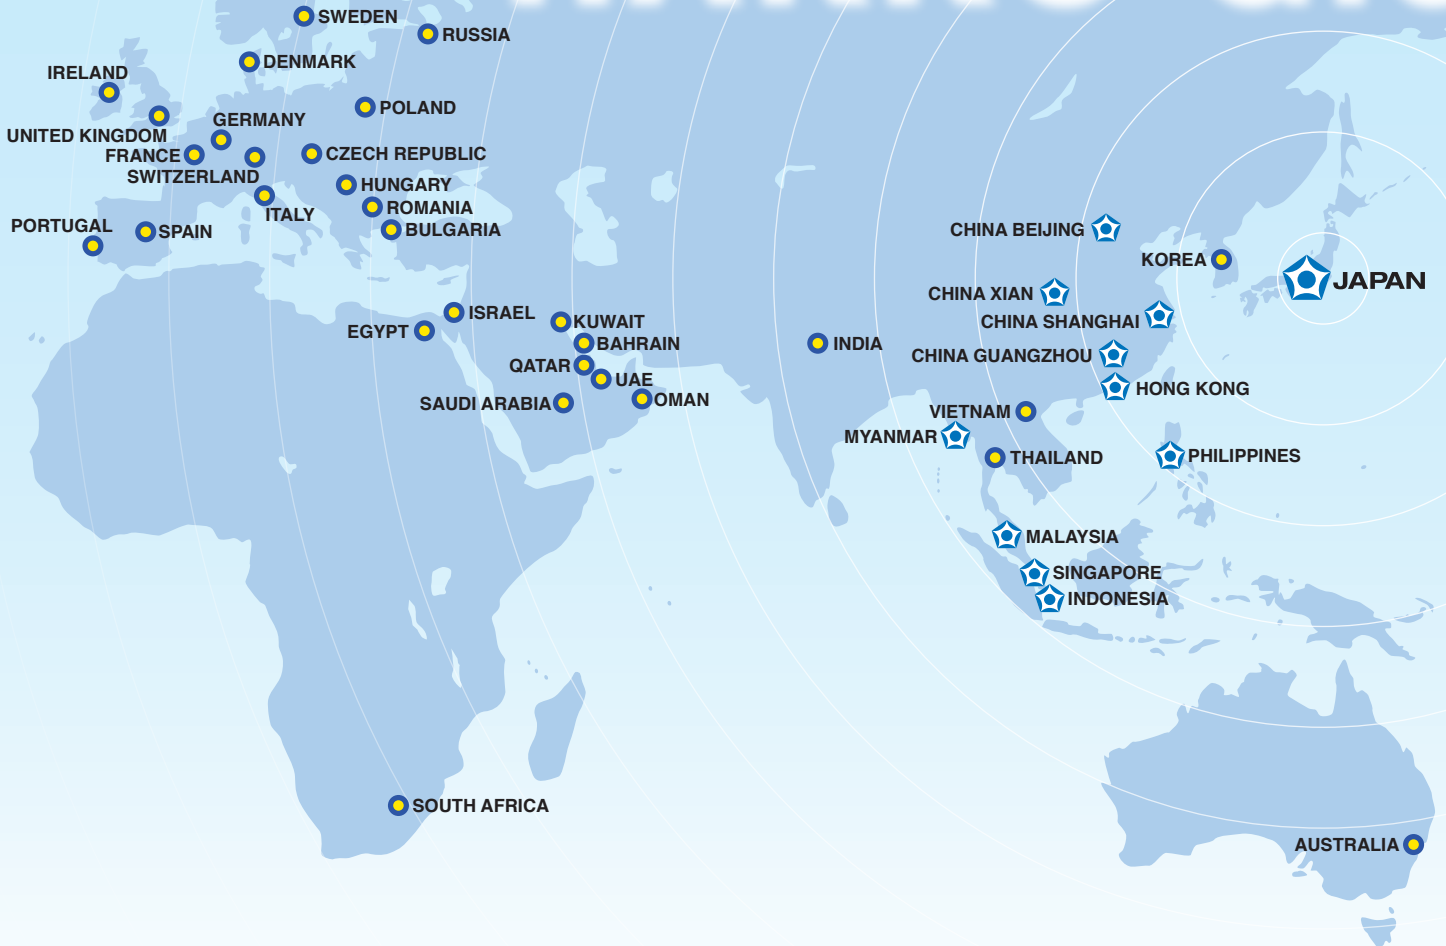 SWEDEN
RUSSIA
DENMARK
IRELAND
POLAND
GERMANY
UNITED KINGDOM
FRANCE
CZECH REPUBLIC
SWITZERLAND
HUNGARY
ROMANIA
ITALY
PORTUGAL
SPAIN
BULGARIA
CHINA BEIJING
KOREA
JAPAN
CHINA XIAN
ISRAEL
KUWAIT
CHINA SHANGHAI
EGYPT
BAHRAIN
INDIA
CHINA GUANGZHOU
QATAR
UAE
HONG KONG
SAUDI ARABIA
OMAN
VIETNAM
MYANMAR
PHILIPPINES
THAILAND
MALAYSIA
SINGAPORE
INDONESIA
SOUTH AFRICA
AUSTRALIA